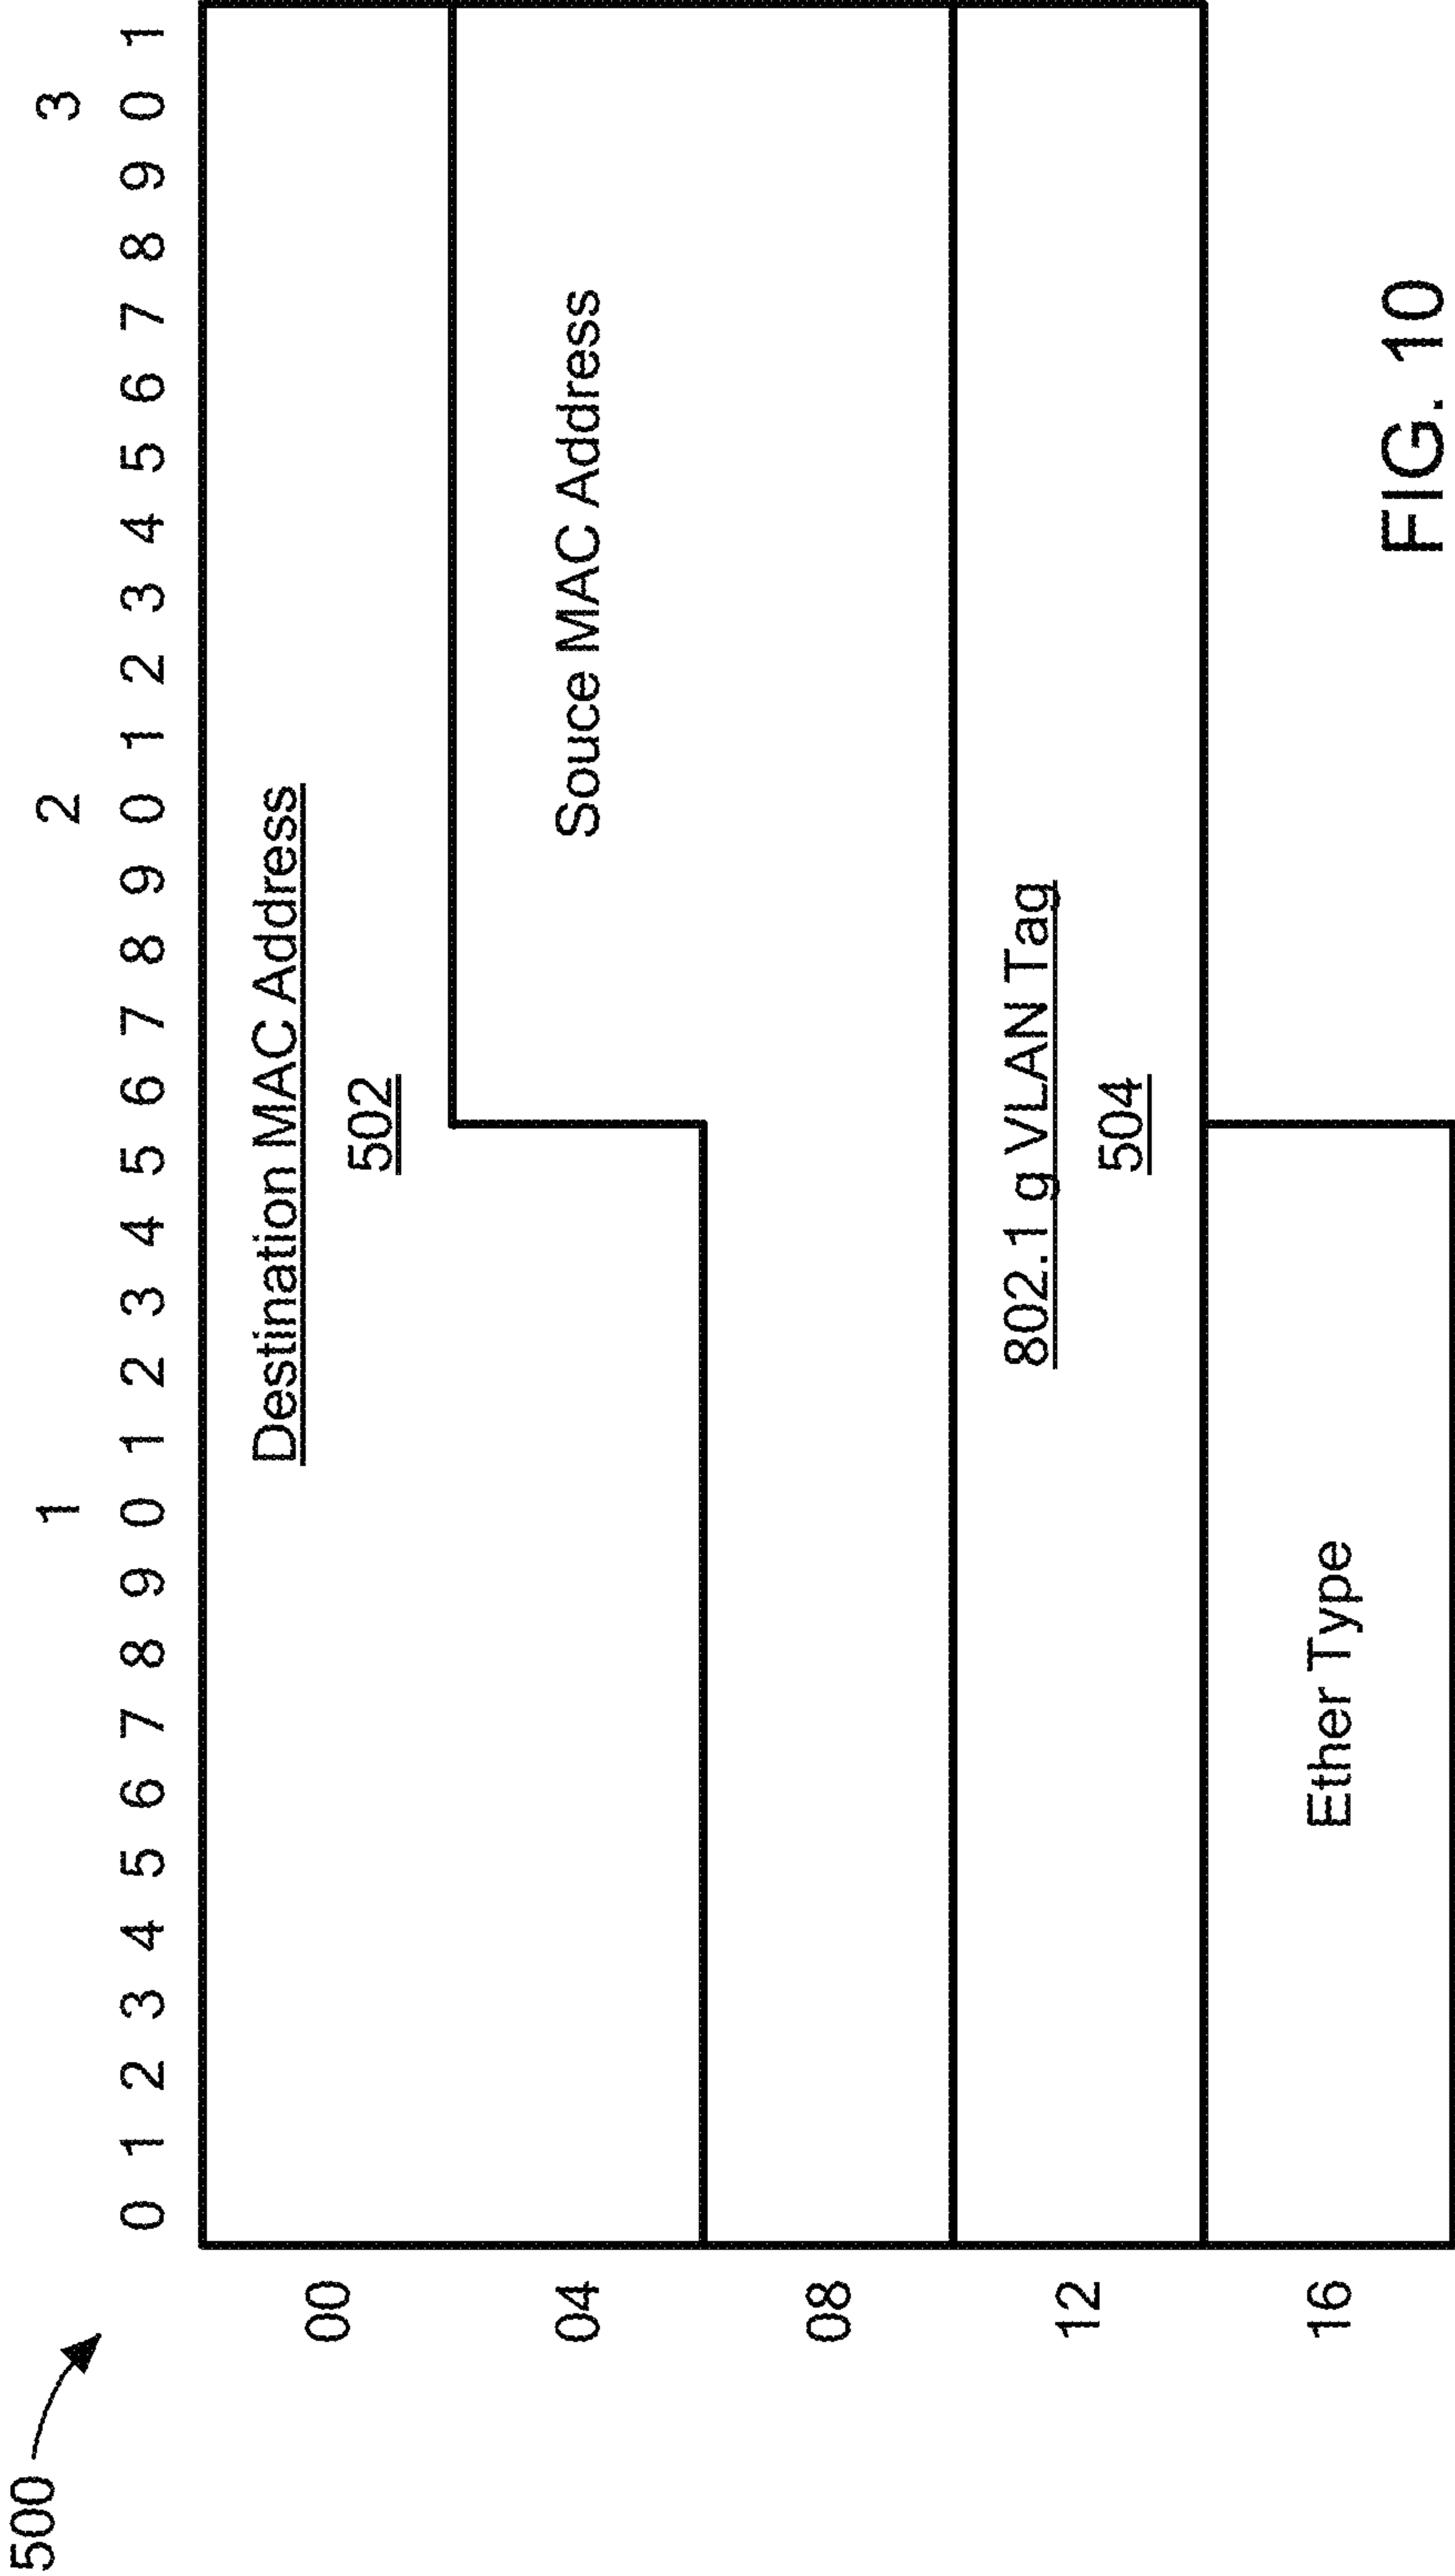 500
1 2 3
0 1 2 3 4 5 6 7 8 9 0 1 2 3 4 5 6 7 8 9 0 1 2 3 4 5 6 7 8 9 0 1
00
Destination MAC Address
502
04
Souce MAC Address
08
12
802.1 g VLAN Tag
504
16
Ether Type
FIG. 10